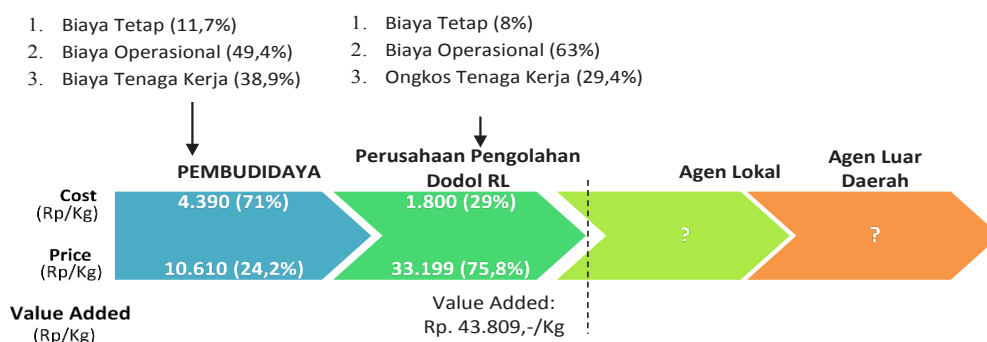 1. Biaya Tetap (11,7%)
2. Biaya Operasional (49,4%)
3. Biaya Tenaga Kerja (38,9%)
1. Biaya Tetap (8%)
2. Biaya Operasional (63%)
3. Ongkos Tenaga Kerja (29,4%)
PEMBUDIDAYA
Perusahaan Pengolahan
Dodol RL
Agen Lokal
Agen Luar
Daerah
Cost
(Rp/Kg)
4.390 (71%)
1.800 (29%)
?
?
Price
(Rp/Kg)
10.610 (24,2%)
33.199 (75,8%)
Value Added
(Rp/Kg)
Value Added:
Rp. 43.809,-/Kg